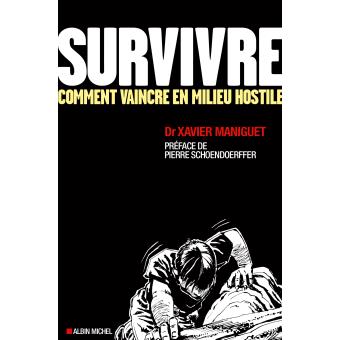 SURVIVRE
COMMENT VAINCRE EN MILIEU HOSTILE
Dr XAVIER MANIGUET
PRÉFACE DE
PIERRE SCHOENDOERFFER
ALBIN MICHEL